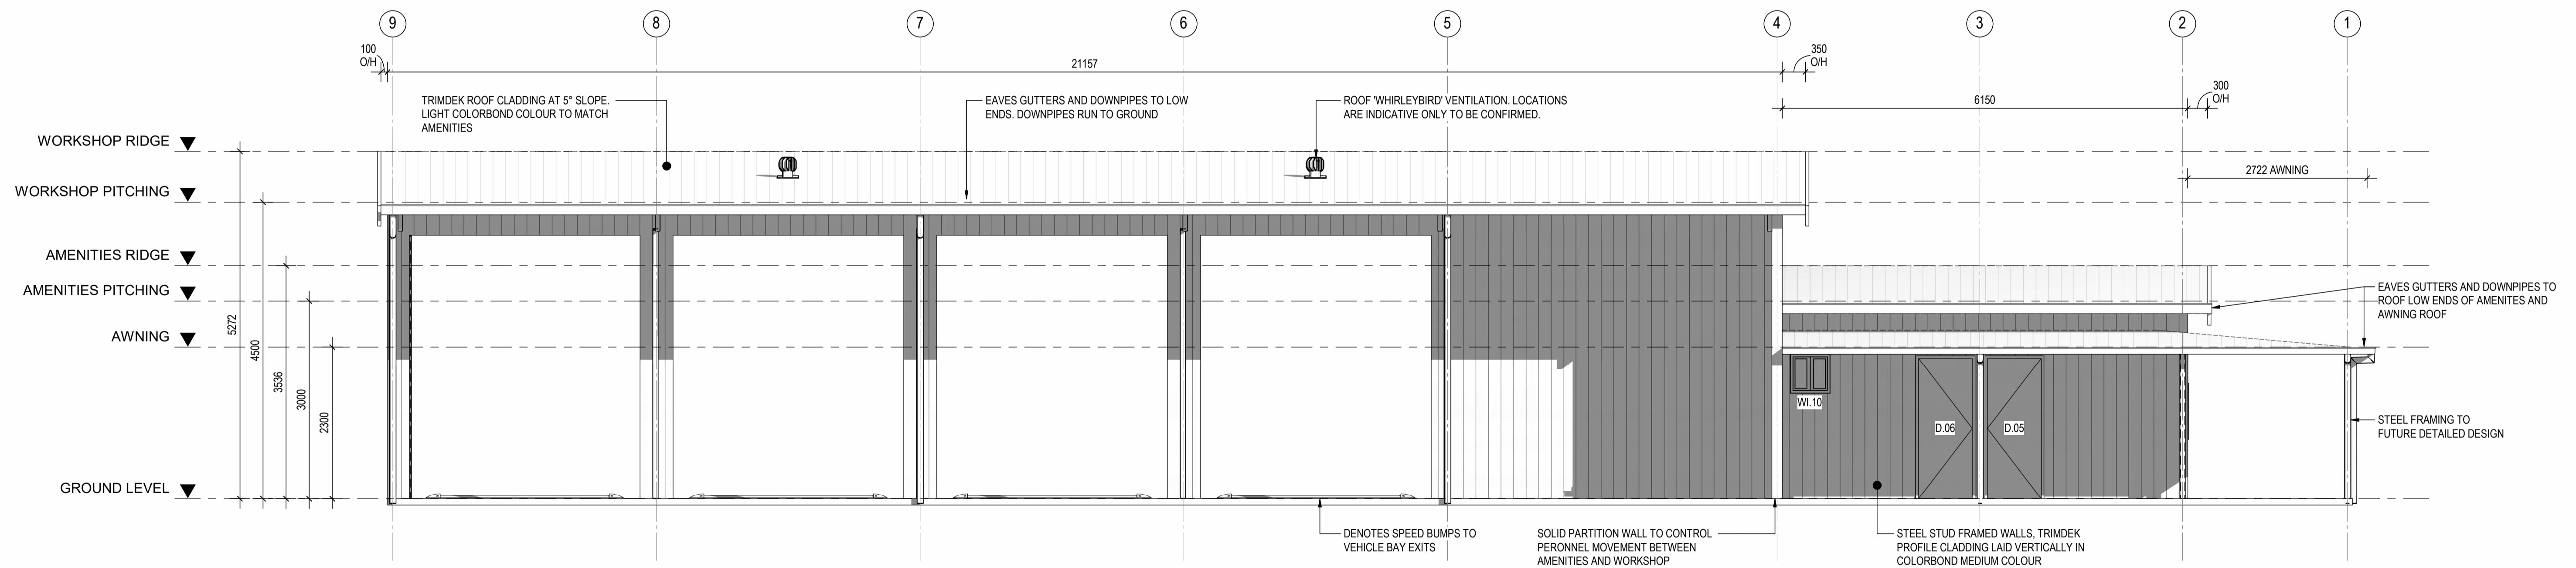 9
8
7
6
5
4
3
2
1
100
O/H
21157
350
O/H
300
O/H
6150
TRIMDEK ROOF CLADDING AT 5° SLOPE.
LIGHT COLORBOND COLOUR TO MATCH
AMENITIES
EAVES GUTTERS AND DOWNPIPES TO LOW
ENDS. DOWNPIPES RUN TO GROUND
ROOF 'WHIRLEYBIRD' VENTILATION. LOCATIONS
ARE INDICATIVE ONLY TO BE CONFIRMED.
WORKSHOP RIDGE
WORKSHOP PITCHING
AMENITIES RIDGE
AMENITIES PITCHING
AWNING
GROUND LEVEL
5272
4500
3536
3000
2300
2722 AWNING
EAVES GUTTERS AND DOWNPIPES TO
ROOF LOW ENDS OF AMENITES AND
AWNING ROOF
WI.10
D.06
D.05
STEEL FRAMING TO
FUTURE DETAILED DESIGN
DENOTES SPEED BUMPS TO
VEHICLE BAY EXITS
SOLID PARTITION WALL TO CONTROL
PERONNEL MOVEMENT BETWEEN
AMENITIES AND WORKSHOP
STEEL STUD FRAMED WALLS, TRIMDEK
PROFILE CLADDING LAID VERTICALLY IN
COLORBOND MEDIUM COLOUR